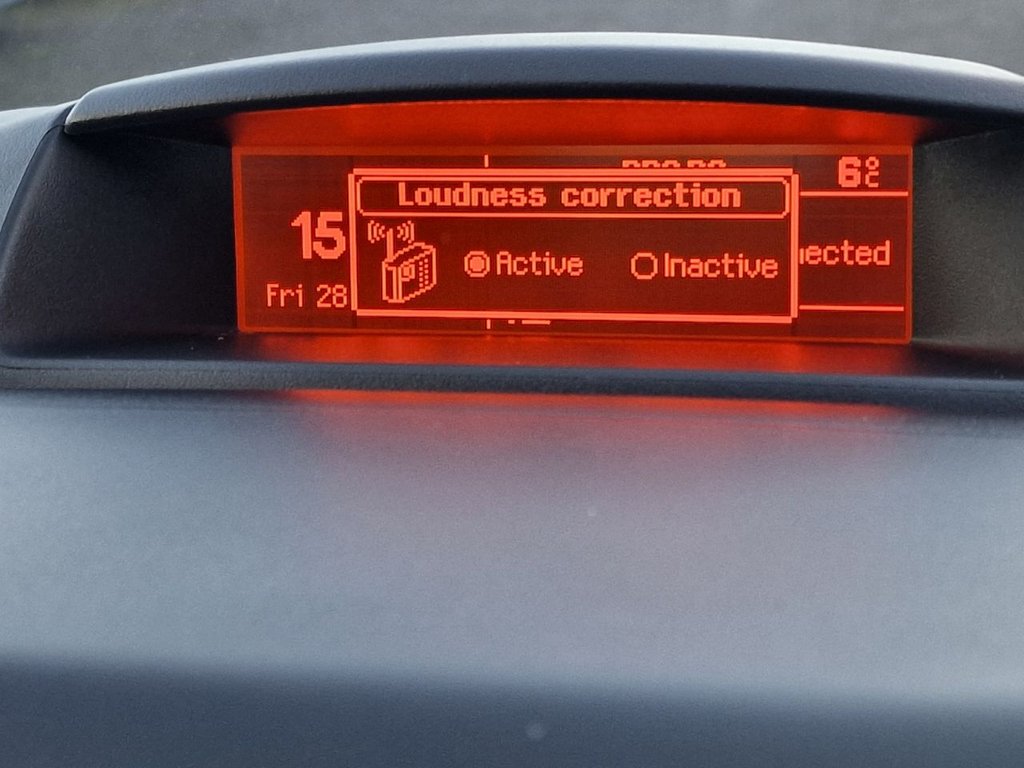 6°C
Loudness correction
15
Active Inactive
ected
Fri 28